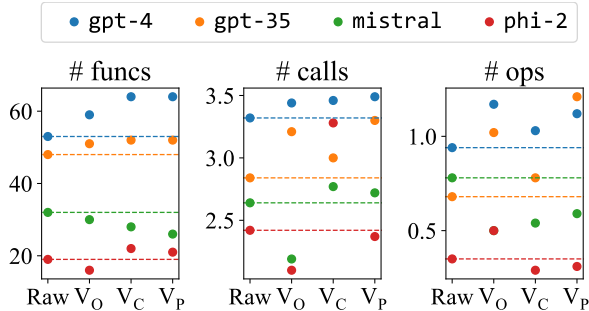 gpt-4 gpt-35 mistral phi-2
# funcs # calls # ops
60
40
20
Raw V_O V_C V_P
3.5
3.0
2.5
Raw V_O V_C V_P
1.0
0.5
Raw V_O V_C V_P